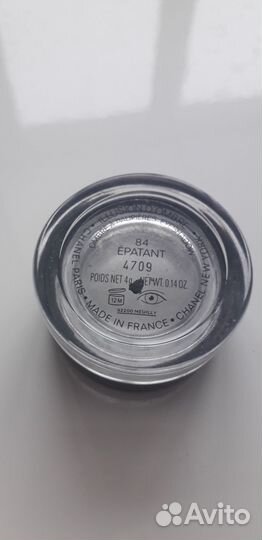 84
ÉPATANT
4709
POIDS NET 4g - NET WT. 0.14 OZ.
12M
92200 NEUILLY
CHANEL PARIS • MADE IN FRANCE • CHANEL NEW YORK
Avito